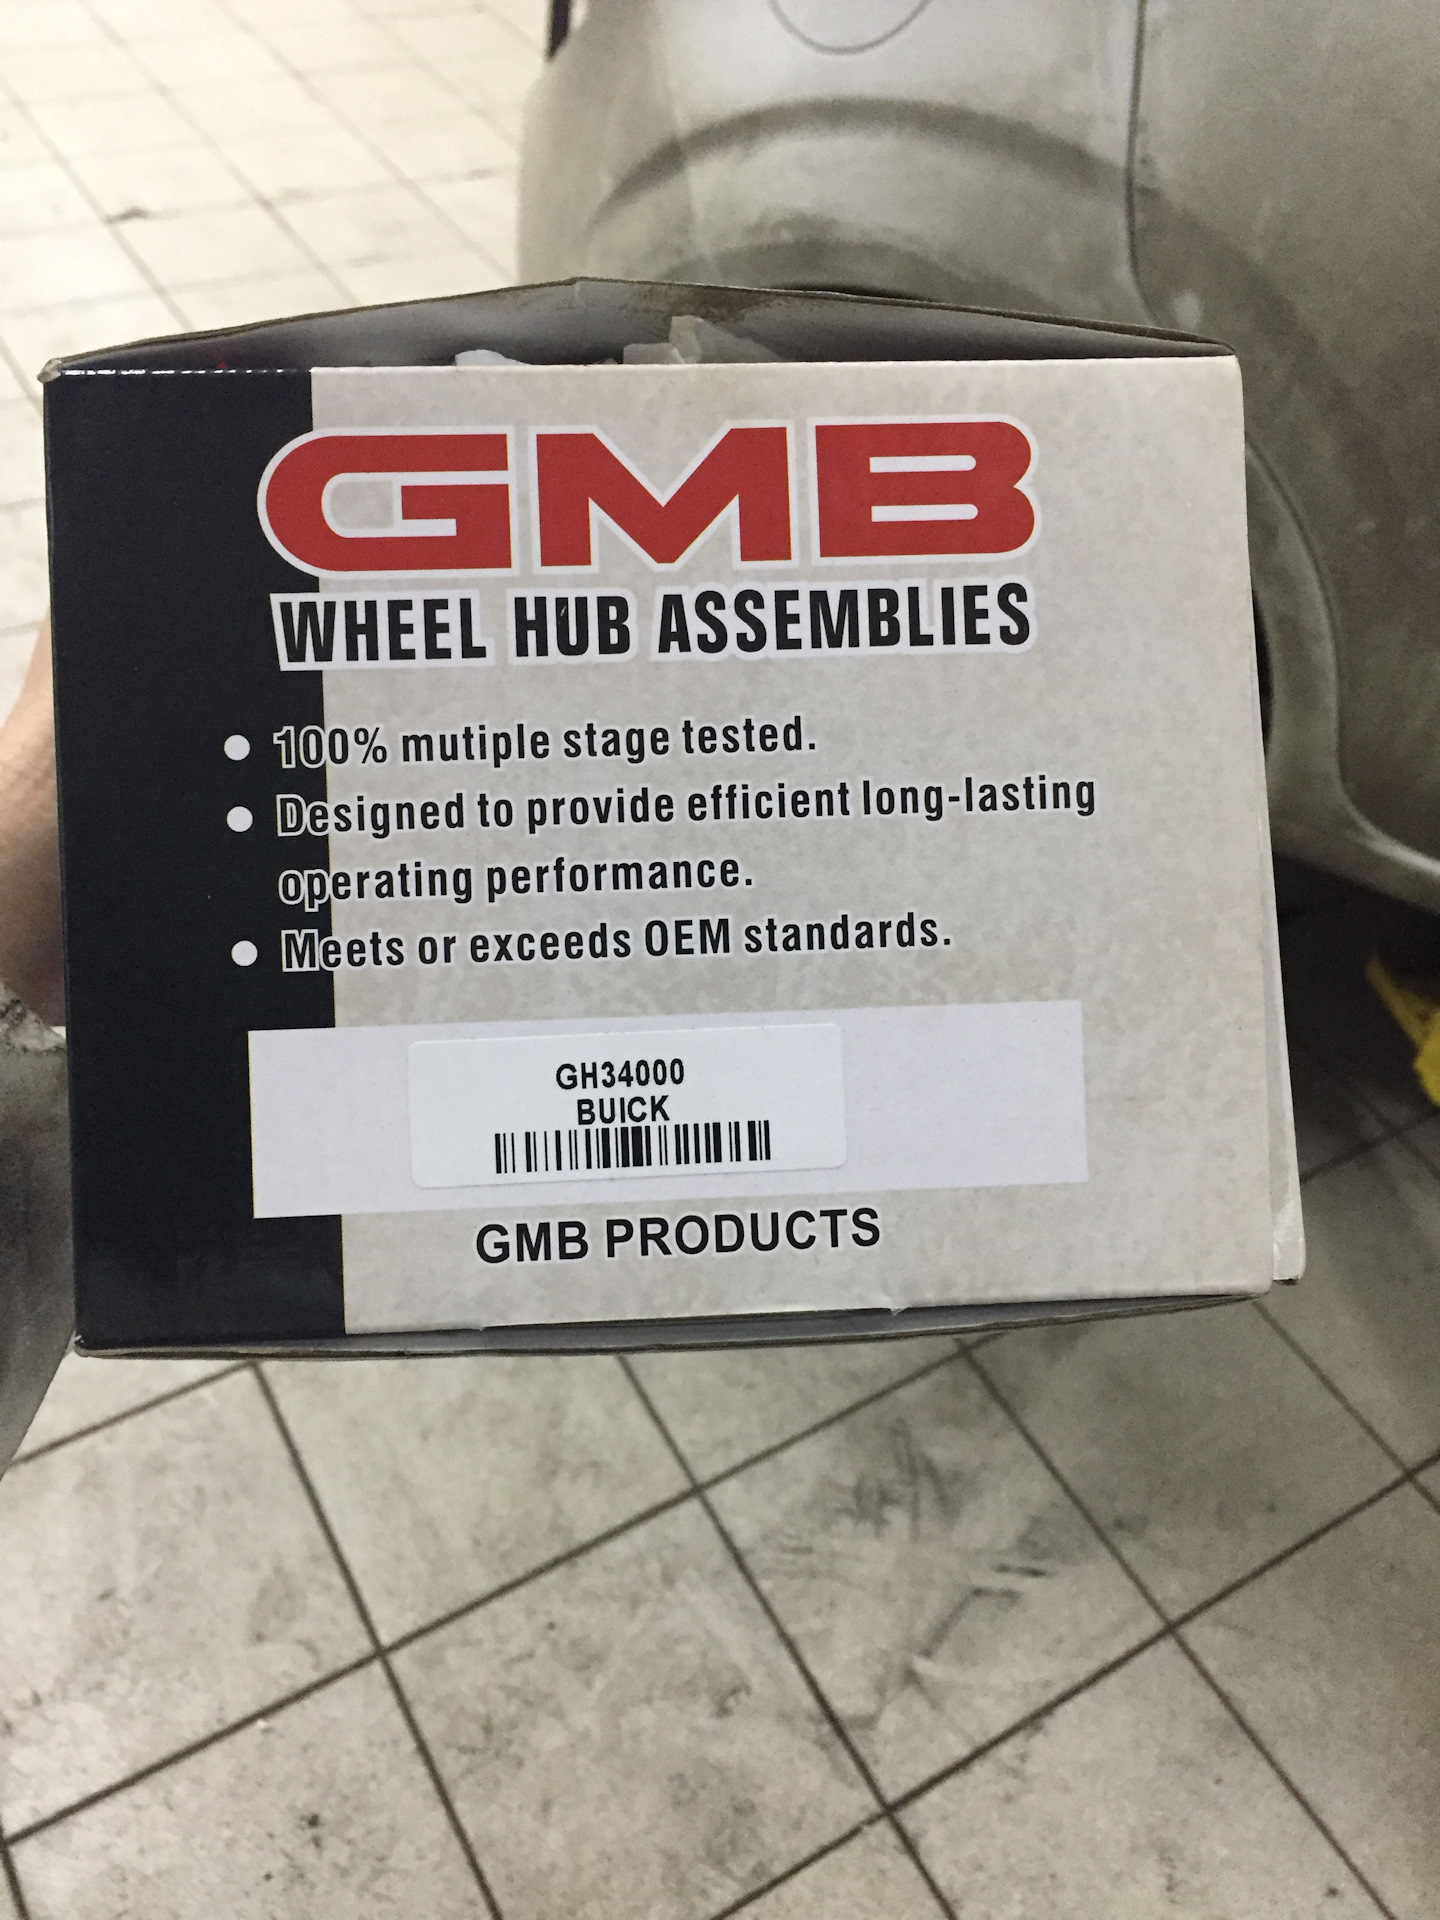 GMB
WHEEL HUB ASSEMBLIES
● 100% mutiple stage tested.
● Designed to provide efficient long-lasting
operating performance.
● Meets or exceeds OEM standards.
GH34000
BUICK
GMB PRODUCTS